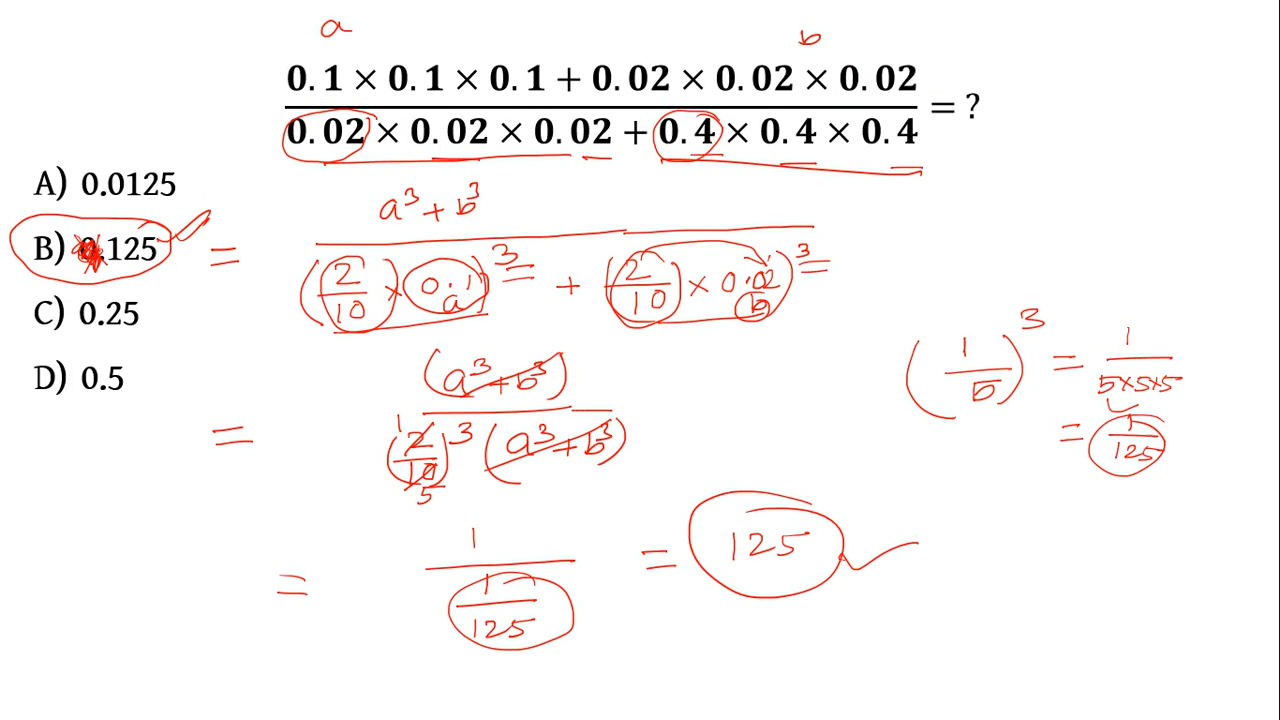 a b
0.1 × 0.1 × 0.1 + 0.02 × 0.02 × 0.02
0.02 × 0.02 × 0.02 + 0.4 × 0.4 × 0.4
= ?
A) 0.0125
B) .125
C) 0.25
D) 0.5
= a³ + b³
(2/10 × 0.1)³ + (2/10 × 0.02)³
a b
= (a³ + b³)
(2/10)³ (a³ + b³)
1
5
= 1
1/125
= 125
(1/5)³ = 1
5×5×5
= 1/125